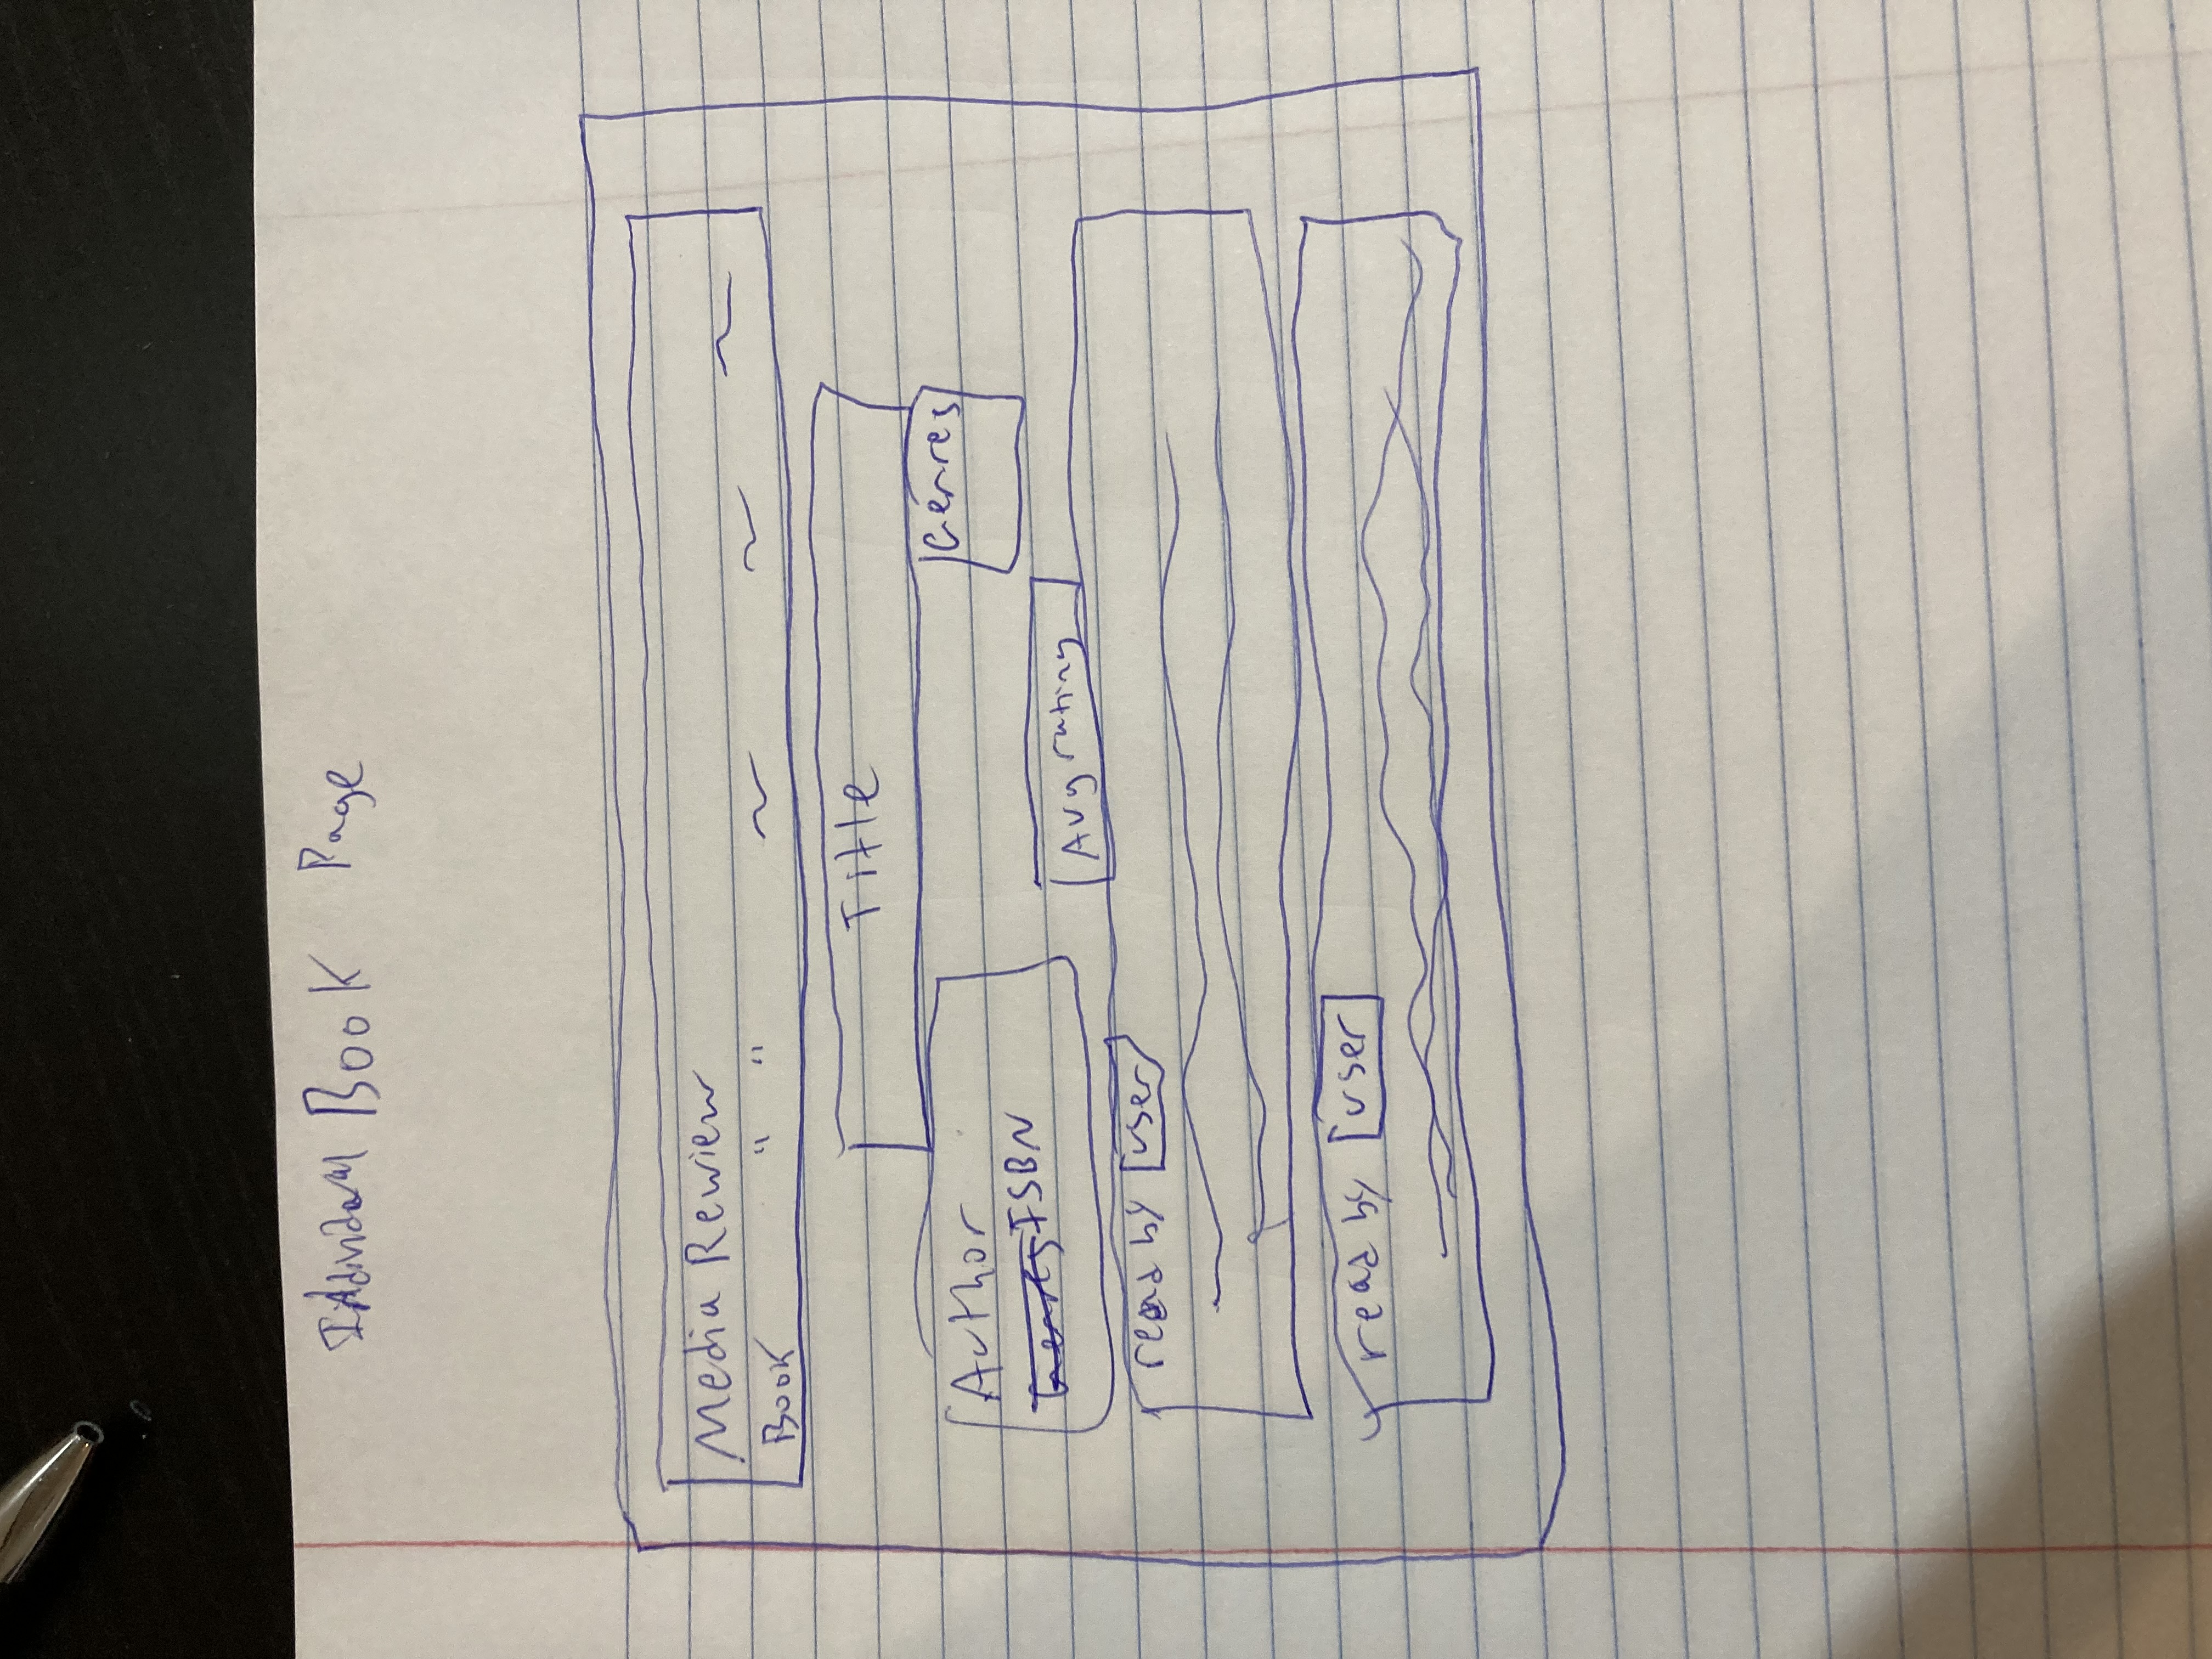 Individual Book Page
Media Rewiew
Book " "
Title
Author
Genres
ISBN
Avg rating
read by user
read by user